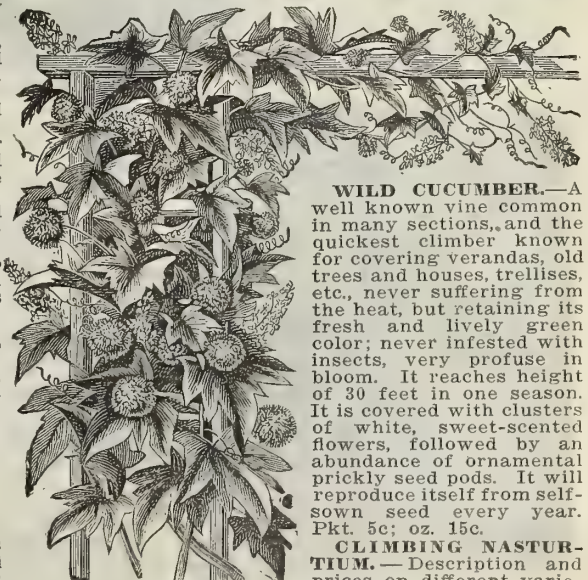 WILD CUCUMBER.—A
well known vine common
in many sections, and the
quickest climber known
for covering verandas, old
trees and houses, trellises,
etc., never suffering from
the heat, but retaining its
fresh and lively green
color; never infested with
insects, very profuse in
bloom. It reaches height
of 30 feet in one season.
It is covered with clusters
of white, sweet-scented
flowers, followed by an
abundance of ornamental
prickly seed pods. It will
reproduce itself from self-
sown seed every year.
Pkt. 5c; oz. 15c.
CLIMBING NASTUR-
TIUM.—Description and
prices on different varie-